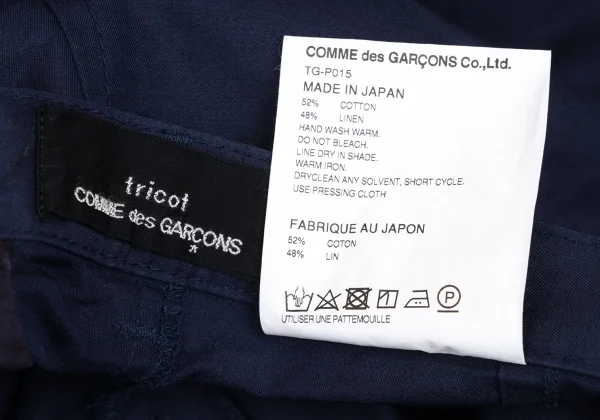 tricot
COMME des GARÇONS
*
COMME des GARÇONS Co.,Ltd.
TG-P015
MADE IN JAPAN
52% COTTON
48% LINEN
HAND WASH WARM.
DO NOT BLEACH.
LINE DRY IN SHADE.
WARM IRON.
DRYCLEAN ANY SOLVENT, SHORT CYCLE.
USE PRESSING CLOTH
FABRIQUE AU JAPON
52% COTON
48% LIN
P
UTILISER UNE PATTEMOUILLE